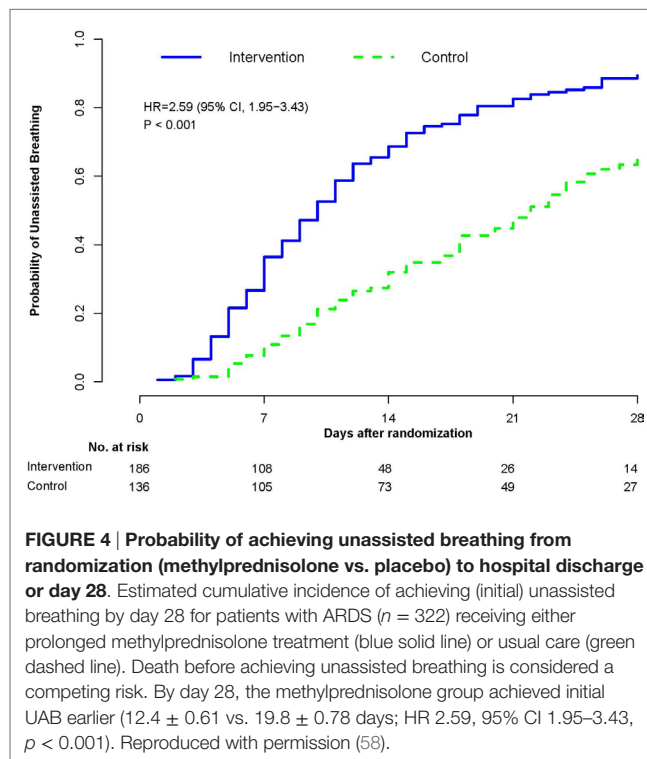 Intervention Control
HR=2.59 (95% CI, 1.95−3.43)
P < 0.001
Probability of Unassisted Breathing
1.0
0.8
0.6
0.4
0.2
0.0
0 7 14 21 28
Days after randomization
No. at risk
Intervention 186 108 48 26 14
Control 136 105 73 49 27
FIGURE 4 | Probability of achieving unassisted breathing from
randomization (methylprednisolone vs. placebo) to hospital discharge
or day 28. Estimated cumulative incidence of achieving (initial) unassisted
breathing by day 28 for patients with ARDS (n = 322) receiving either
prolonged methylprednisolone treatment (blue solid line) or usual care (green
dashed line). Death before achieving unassisted breathing is considered a
competing risk. By day 28, the methylprednisolone group achieved initial
UAB earlier (12.4 ± 0.61 vs. 19.8 ± 0.78 days; HR 2.59, 95% CI 1.95–3.43,
p < 0.001). Reproduced with permission (58).